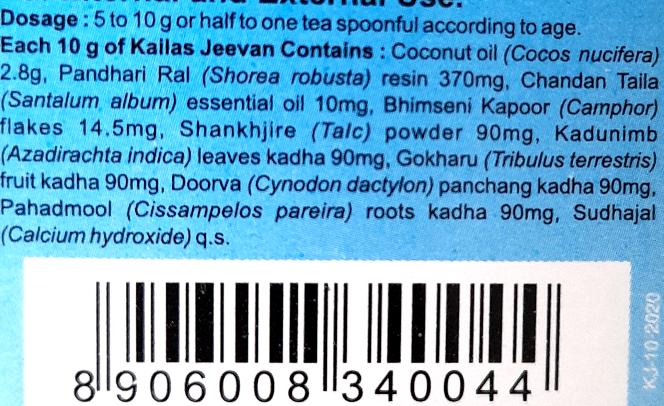 Dosage : 5 to 10 g or half to one tea spoonful according to age.
Each 10 g of Kailas Jeevan Contains : Coconut oil (Cocos nucifera)
2.8g, Pandhari Ral (Shorea robusta) resin 370mg, Chandan Taila
(Santalum album) essential oil 10mg, Bhimseni Kapoor (Camphor)
flakes 14.5mg, Shankhjire (Talc) powder 90mg, Kadunimb
(Azadirachta indica) leaves kadha 90mg, Gokharu (Tribulus terrestris)
fruit kadha 90mg, Doorva (Cynodon dactylon) panchang kadha 90mg,
Pahadmool (Cissampelos pareira) roots kadha 90mg, Sudhajal
(Calcium hydroxide) q.s.
8 906008 340044
KJ-10-2020